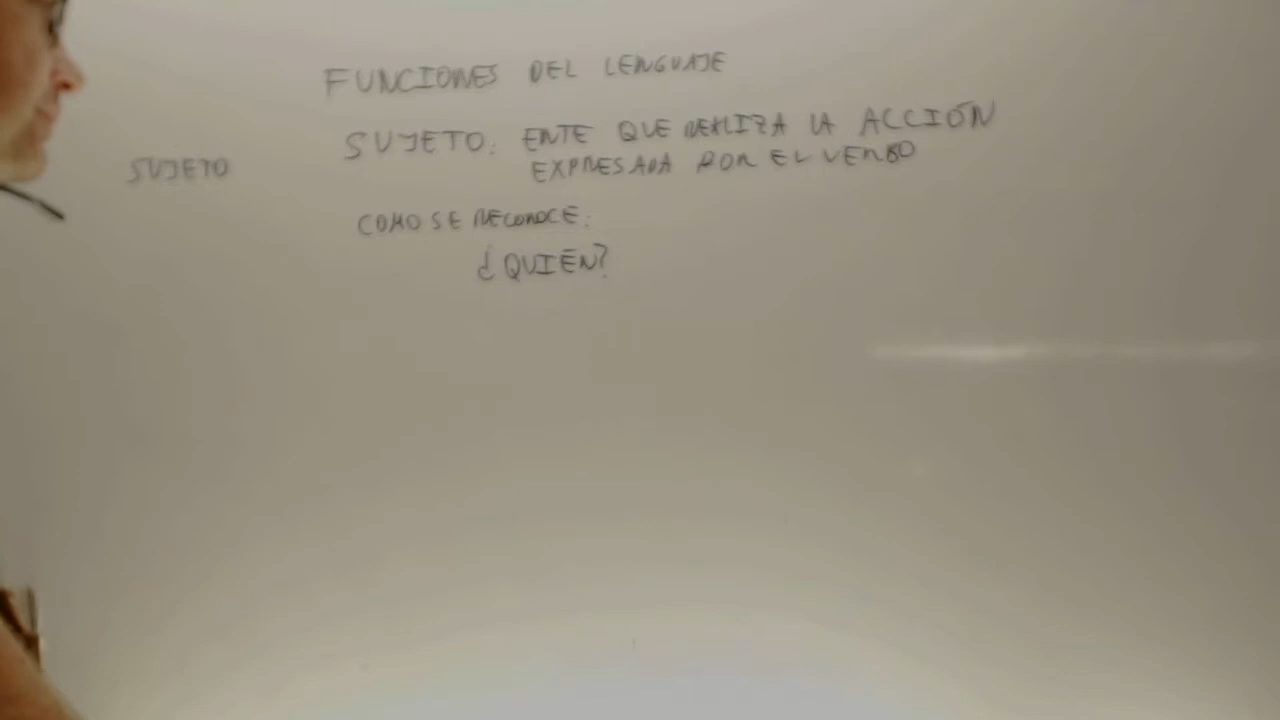 FUNCIONES DEL LENGUAJE
SUJETO
SUJETO: ENTE QUE REALIZA LA ACCIÓN
EXPRESADA POR EL VERBO
COMO SE RECONOCE:
¿QUIÉN?